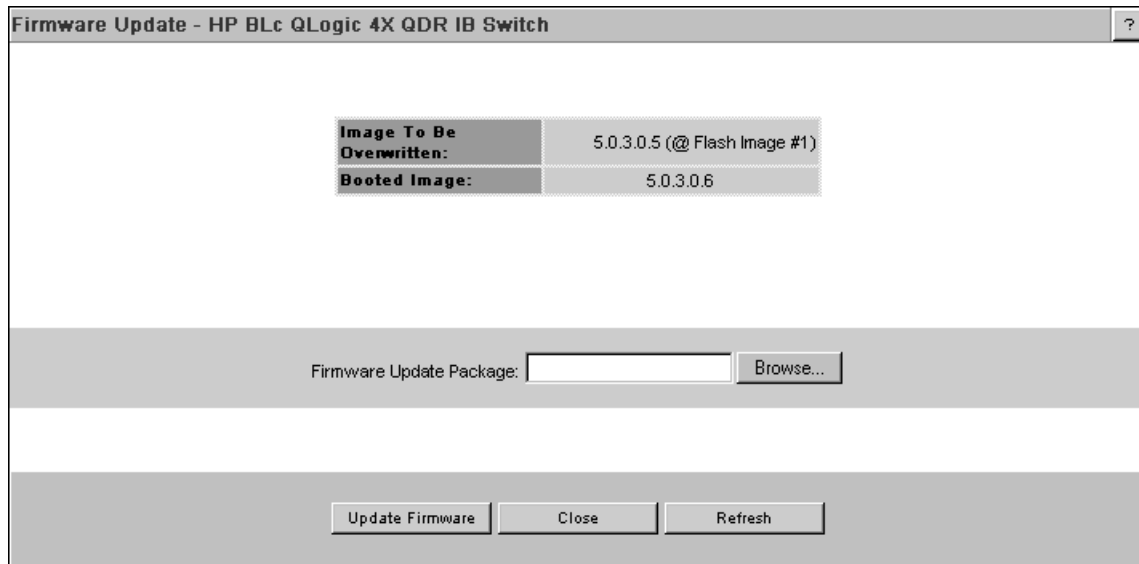 Firmware Update - HP BLc QLogic 4X QDR IB Switch
?
Image To Be
Overwritten:
5.0.3.0.5 (@ Flash Image #1)
Booted Image:
5.0.3.0.6
Firmware Update Package:
Browse...
Update Firmware
Close
Refresh